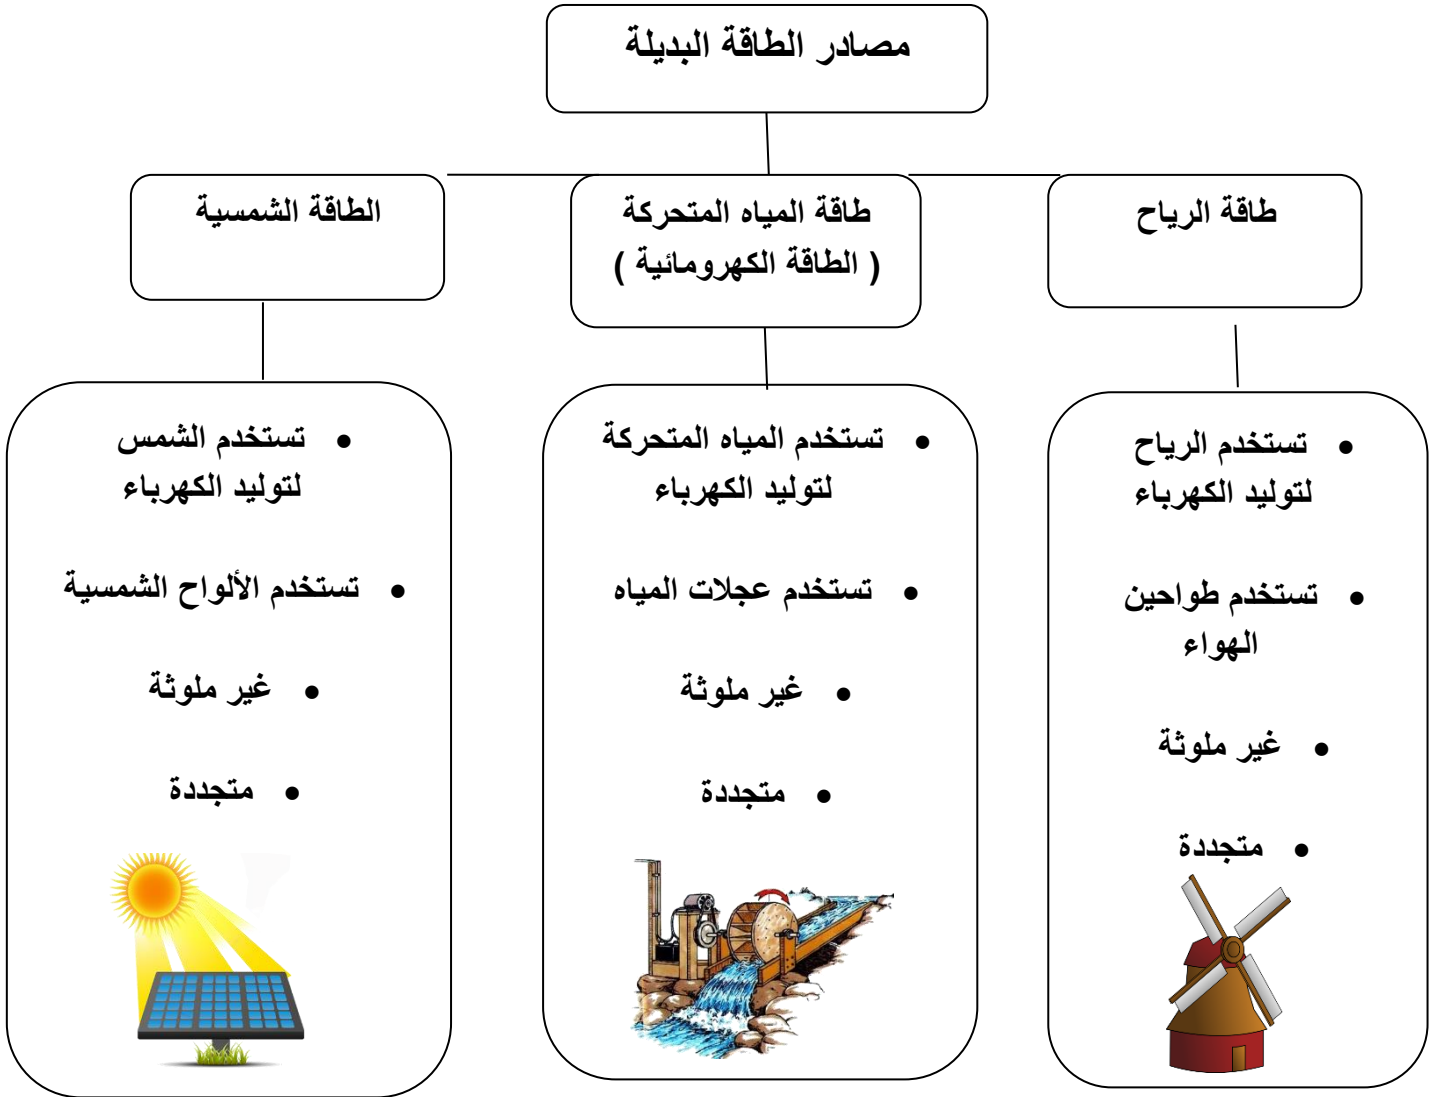 مصادر الطاقة البديلة
طاقة الرياح
طاقة المياه المتحركة
( الطاقة الكهرومائية )
الطاقة الشمسية
• تستخدم الرياح
لتوليد الكهرباء
• تستخدم طواحين
الهواء
• غير ملوثة
• متجددة
• تستخدم المياه المتحركة
لتوليد الكهرباء
• تستخدم عجلات المياه
• غير ملوثة
• متجددة
• تستخدم الشمس
لتوليد الكهرباء
• تستخدم الألواح الشمسية
• غير ملوثة
• متجددة